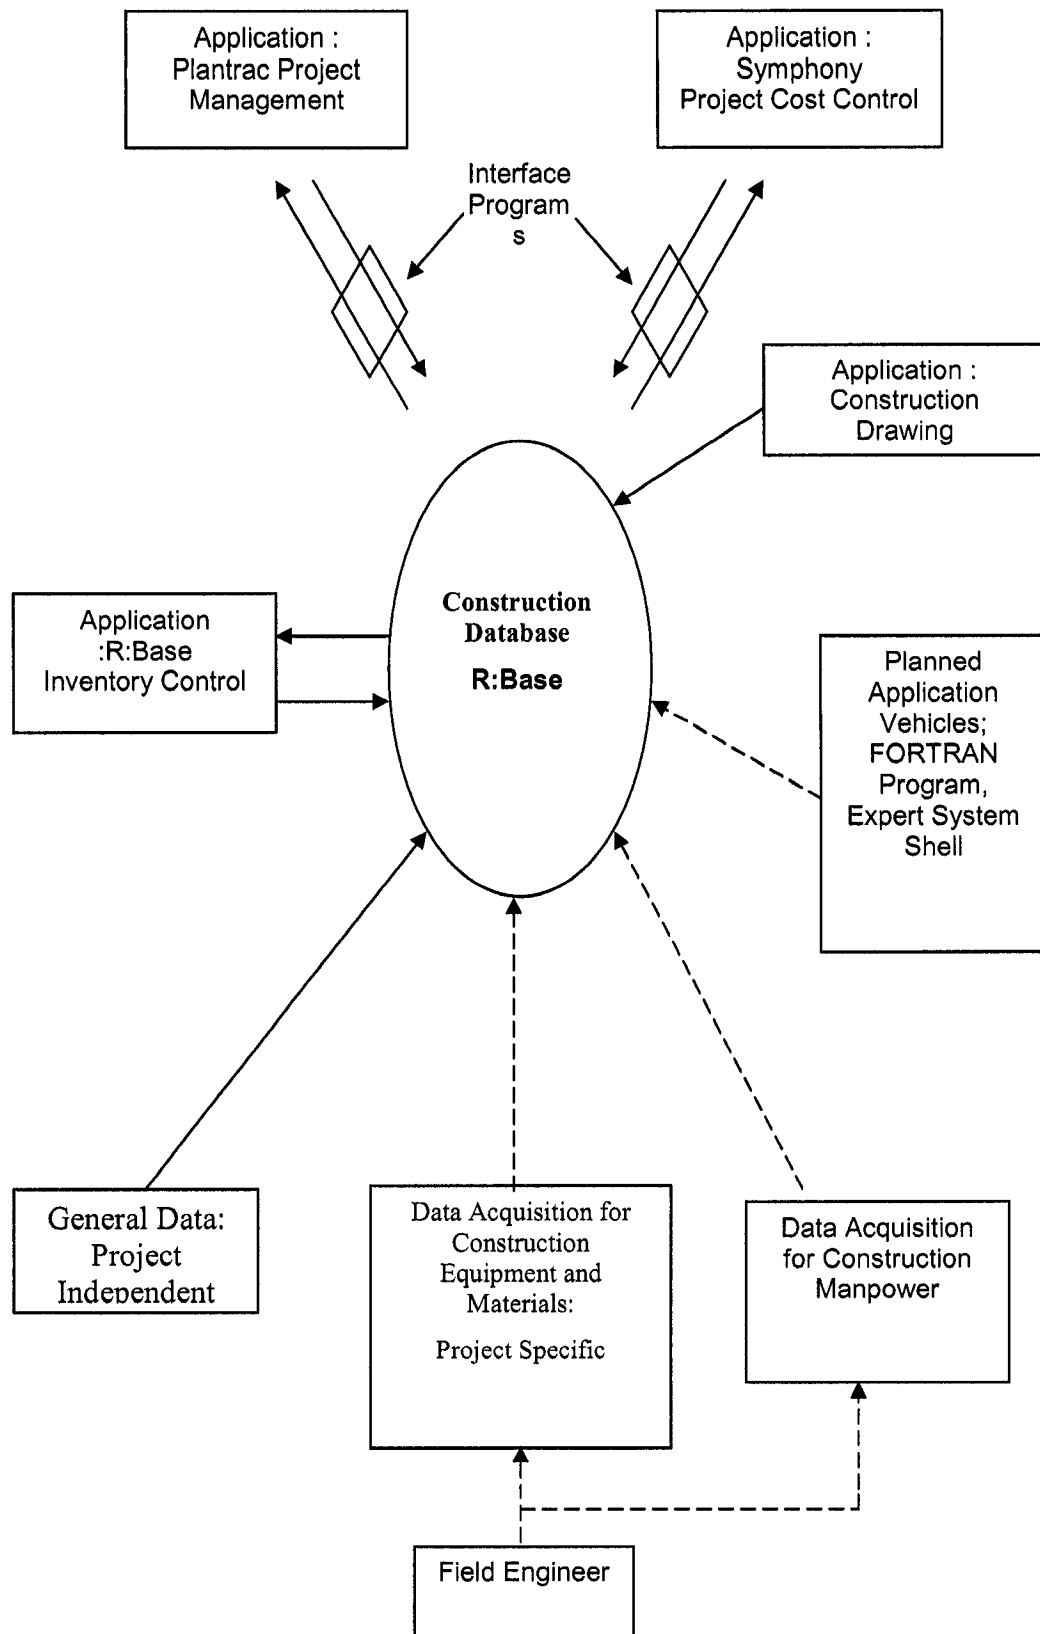 Application :
Plantrac Project
Management
Application :
Symphony
Project Cost Control
Interface
Program
s
Application :
Construction
Drawing
Construction
Database
R:Base
Application
:R:Base
Inventory Control
Planned
Application
Vehicles;
FORTRAN
Program,
Expert System
Shell
General Data:
Project
Independent
Data Acquisition for
Construction
Equipment and
Materials:
Project Specific
Data Acquisition
for Construction
Manpower
Field Engineer